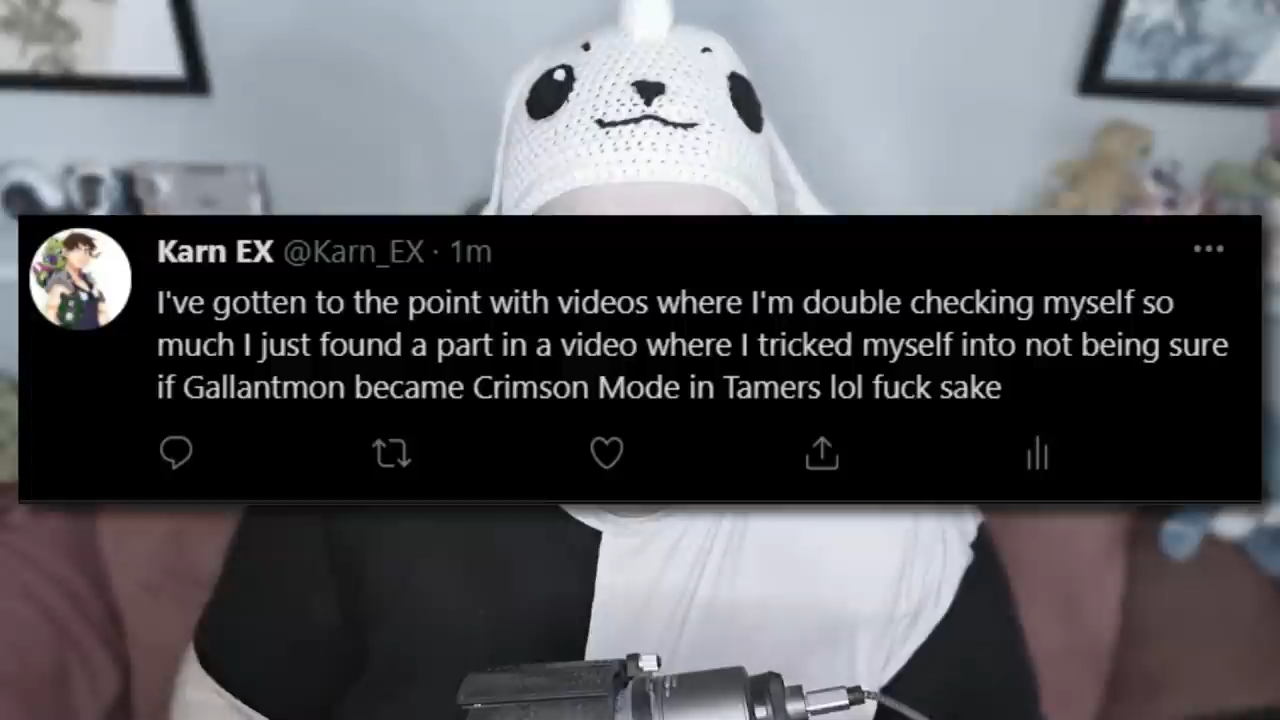 Karn EX @Karn_EX · 1m
I've gotten to the point with videos where I'm double checking myself so
much I just found a part in a video where I tricked myself into not being sure
if Gallantmon became Crimson Mode in Tamers lol fuck sake